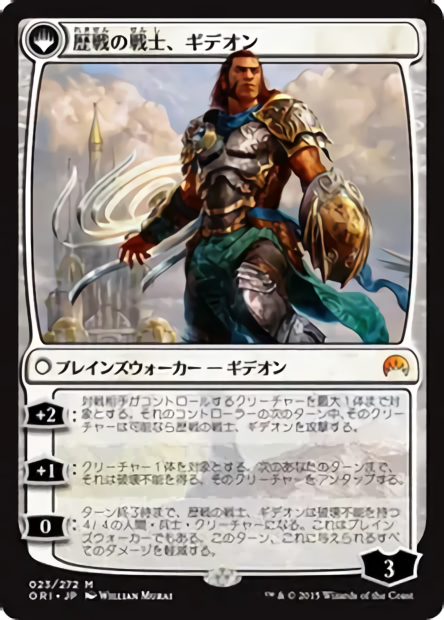 れきせん せんし
歴戦の戦士、ギデオン
プレインズウォーカー — ギデオン
+2 : 対戦相手がコントロールするクリーチャーを最大1体まで対
象とする。それのコントローラーの次のターン中、そのクリ
ーチャーは可能なら歴戦の戦士、ギデオンを攻撃する。
+1 : クリーチャー1体を対象とする。次のあなたのターンまで、
それは破壊不能を得る。そのクリーチャーをアンタップする。
0 : ターン終了時まで、歴戦の戦士、ギデオンは破壊不能を持つ
4/4の人間・兵士・クリーチャーになる。これはプレイン
ズウォーカーでもある。このターン、これに与えられるすべ
てのダメージを軽減する。
3
023/272 M
ORI • JP Willian Murai
™ & © 2015 Wizards of the Coast